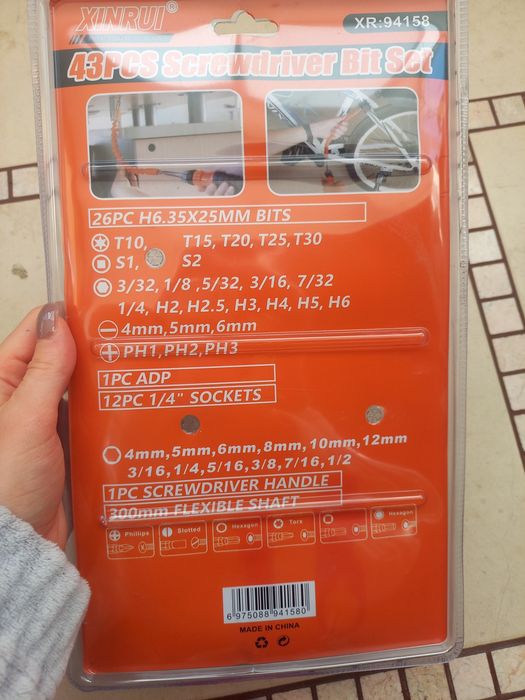 XINRUI®
XR:94158
43PCS Screwdriver Bit Set
26PC H6.35X25MM BITS
T10, T15, T20, T25, T30
S1, S2
3/32, 1/8 ,5/32, 3/16, 7/32
1/4, H2, H2.5, H3, H4, H5, H6
4mm,5mm,6mm
PH1,PH2,PH3
1PC ADP
12PC 1/4" SOCKETS
4mm,5mm,6mm,8mm,10mm,12mm
3/16,1/4,5/16,3/8,7/16,1/2
1PC SCREWDRIVER HANDLE
300mm FLEXIBLE SHAFT
Phillips Slotted Hexagon Torx Hexagon
6 975088 941580
MADE IN CHINA